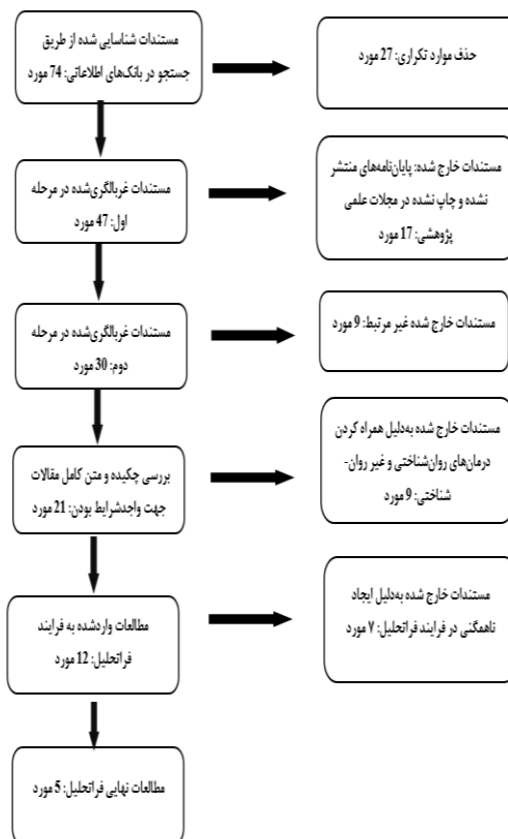 مستندات شناسایی شده از طریق
جستجو در بانک‌های اطلاعاتی: 74 مورد
حذف موارد تکراری: 27 مورد
مستندات غربالگری‌شده در مرحله
اول: 47 مورد
مستندات خارج شده: پایان‌نامه‌های منتشر
نشده و چاپ نشده در مجلات علمی
پژوهشی: 17 مورد
مستندات غربالگری‌شده در مرحله
دوم: 30 مورد
مستندات خارج شده غیر مرتبط: 9 مورد
بررسی چکیده و متن کامل مقالات
جهت واجدشرایط بودن: 21 مورد
مستندات خارج شده به‌دلیل همراه کردن
درمان‌های روان‌شناختی و غیر روان-
شناختی: 9 مورد
مطالعات واردشده به فرایند
فراتحلیل: 12 مورد
مستندات خارج شده به‌دلیل ایجاد
ناهمگنی در فرایند فراتحلیل: ۷ مورد
مطالعات نهایی فراتحلیل: 5 مورد